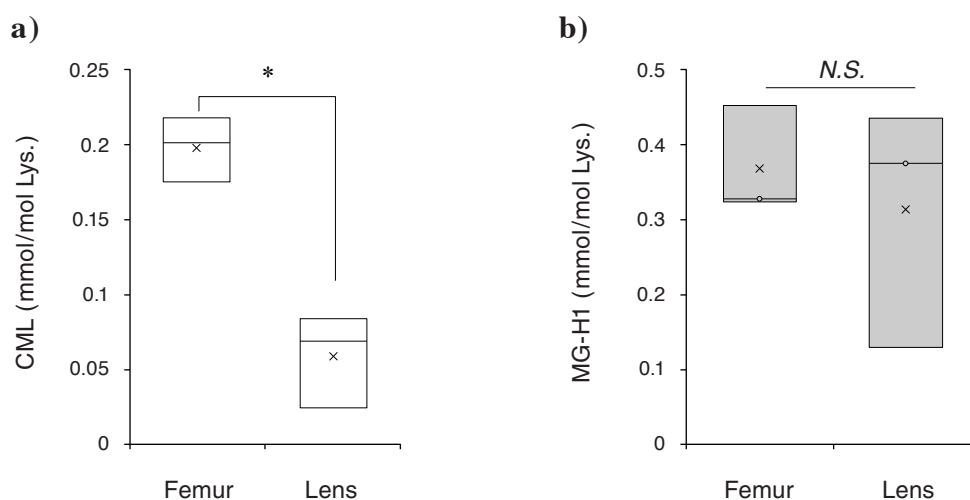 a)
CML (mmol/mol Lys.)
0.25
0.2
0.15
0.1
0.05
0
*
Femur
Lens
b)
MG-H1 (mmol/mol Lys.)
0.5
0.4
0.3
0.2
0.1
0
N.S.
Femur
Lens